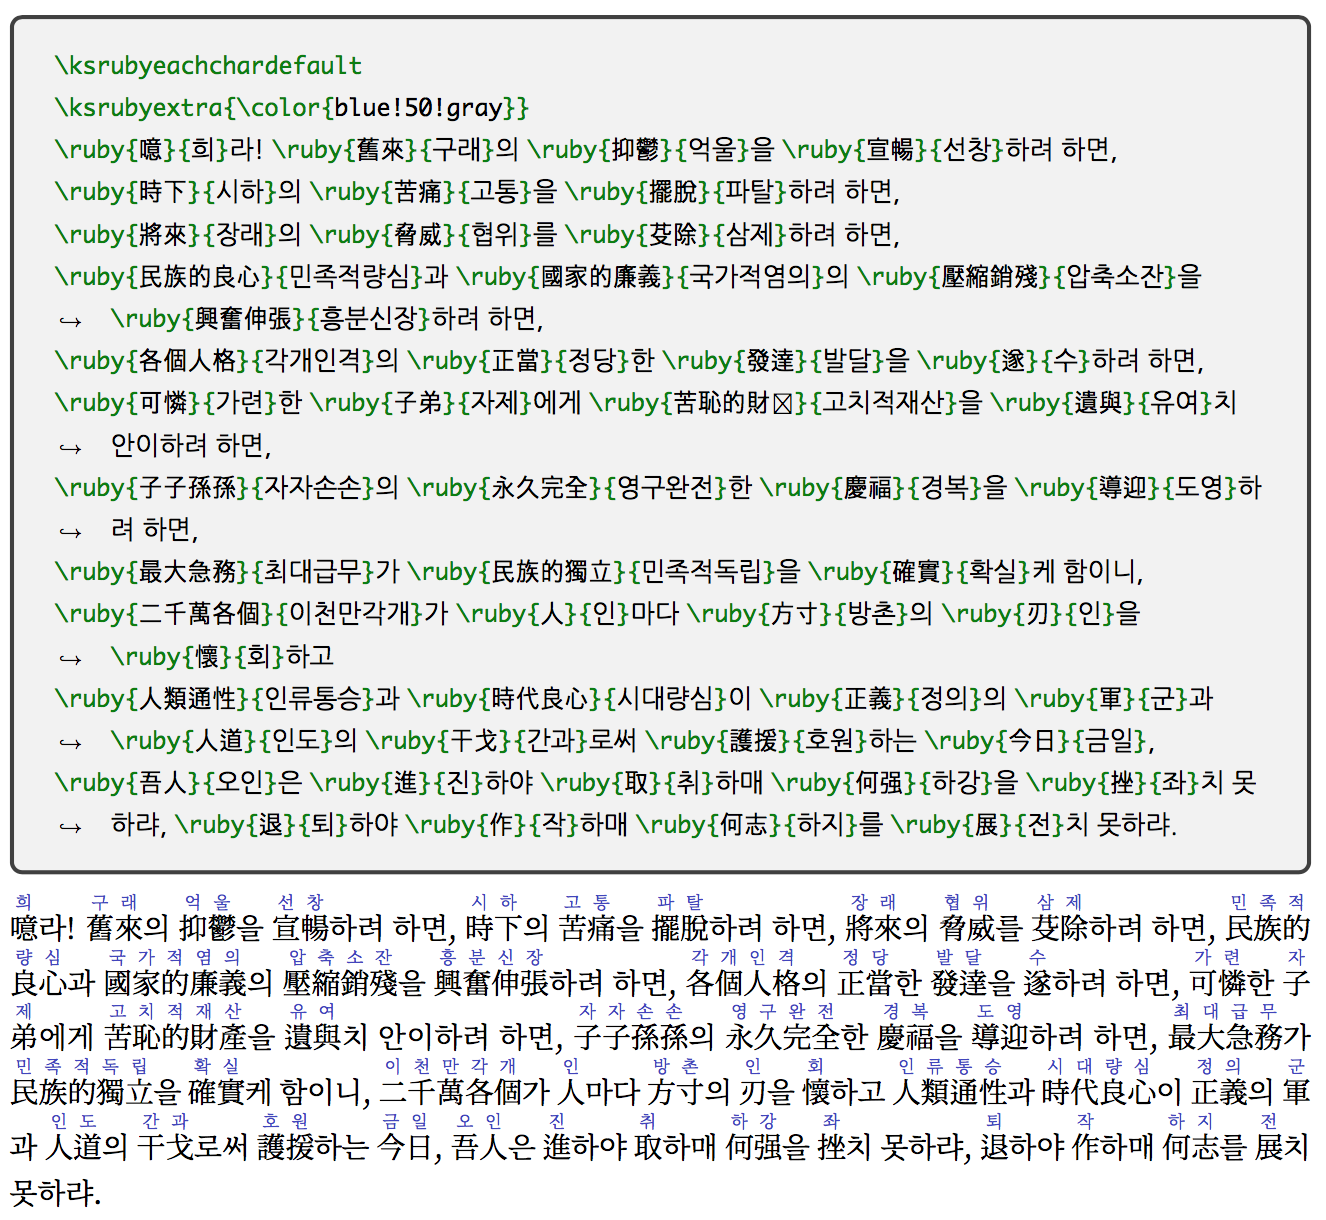 \ksrubyeachchardefault
\ksrubyextra{\color{blue!50!gray}}
\ruby{噫}{희}라! \ruby{舊來}{구래}의 \ruby{抑鬱}{억울}을 \ruby{宣暢}{선창}하려 하면,
\ruby{時下}{시하}의 \ruby{苦痛}{고통}을 \ruby{擺脫}{파탈}하려 하면,
\ruby{將來}{장래}의 \ruby{脅威}{협위}를 \ruby{芟除}{삼제}하려 하면,
\ruby{民族的良心}{민족적량심}과 \ruby{國家的廉義}{국가적염의}의 \ruby{壓縮銷殘}{압축소잔}을
↪ \ruby{興奮伸張}{흥분신장}하려 하면,
\ruby{各個人格}{각개인격}의 \ruby{正當}{정당}한 \ruby{發達}{발달}을 \ruby{遂}{수}하려 하면,
\ruby{可憐}{가련}한 \ruby{子弟}{자제}에게 \ruby{苦恥的財☒}{고치적재산}을 \ruby{遺與}{유여}치
↪ 안이하려 하면,
\ruby{子子孫孫}{자자손손}의 \ruby{永久完全}{영구완전}한 \ruby{慶福}{경복}을 \ruby{導迎}{도영}하
↪ 려 하면,
\ruby{最大急務}{최대급무}가 \ruby{民族的獨立}{민족적독립}을 \ruby{確實}{확실}케 함이니,
\ruby{二千萬各個}{이천만각개}가 \ruby{人}{인}마다 \ruby{方寸}{방촌}의 \ruby{刃}{인}을
↪ \ruby{懷}{회}하고
\ruby{人類通性}{인류통승}과 \ruby{時代良心}{시대량심}이 \ruby{正義}{정의}의 \ruby{軍}{군}과
↪ \ruby{人道}{인도}의 \ruby{干戈}{간과}로써 \ruby{護援}{호원}하는 \ruby{今日}{금일},
\ruby{吾人}{오인}은 \ruby{進}{진}하야 \ruby{取}{취}하매 \ruby{何强}{하강}을 \ruby{挫}{좌}치 못
↪ 하랴, \ruby{退}{퇴}하야 \ruby{作}{작}하매 \ruby{何志}{하지}를 \ruby{展}{전}치 못하랴.
희 구래 억울 선창 시하 고통 파탈 장래 협위 삼제 민족적
噫라! 舊來의 抑鬱을 宣暢하려 하면, 時下의 苦痛을 擺脫하려 하면, 將來의 脅威를 芟除하려 하면, 民族的
량심 국가적염의 압축소잔 흥분신장 각개인격 정당 발달 수 가련 자
良心과 國家的廉義의 壓縮銷殘을 興奮伸張하려 하면, 各個人格의 正當한 發達을 遂하려 하면, 可憐한 子
제 고치적재산 유여 자자손손 영구완전 경복 도영 최대급무
弟에게 苦恥的財產을 遺與치 안이하려 하면, 子子孫孫의 永久完全한 慶福을 導迎하려 하면, 最大急務가
민족적독립 확실 이천만각개 인 방촌 인 회 인류통승 시대량심 정의 군
民族的獨立을 確實케 함이니, 二千萬各個가 人마다 方寸의 刃을 懷하고 人類通性과 時代良心이 正義의 軍
인도 간과 호원 금일 오인 진 취 하강 좌 퇴 작 하지 전
과 人道의 干戈로써 護援하는 今日, 吾人은 進하야 取하매 何强을 挫치 못하랴, 退하야 作하매 何志를 展치
못하랴.